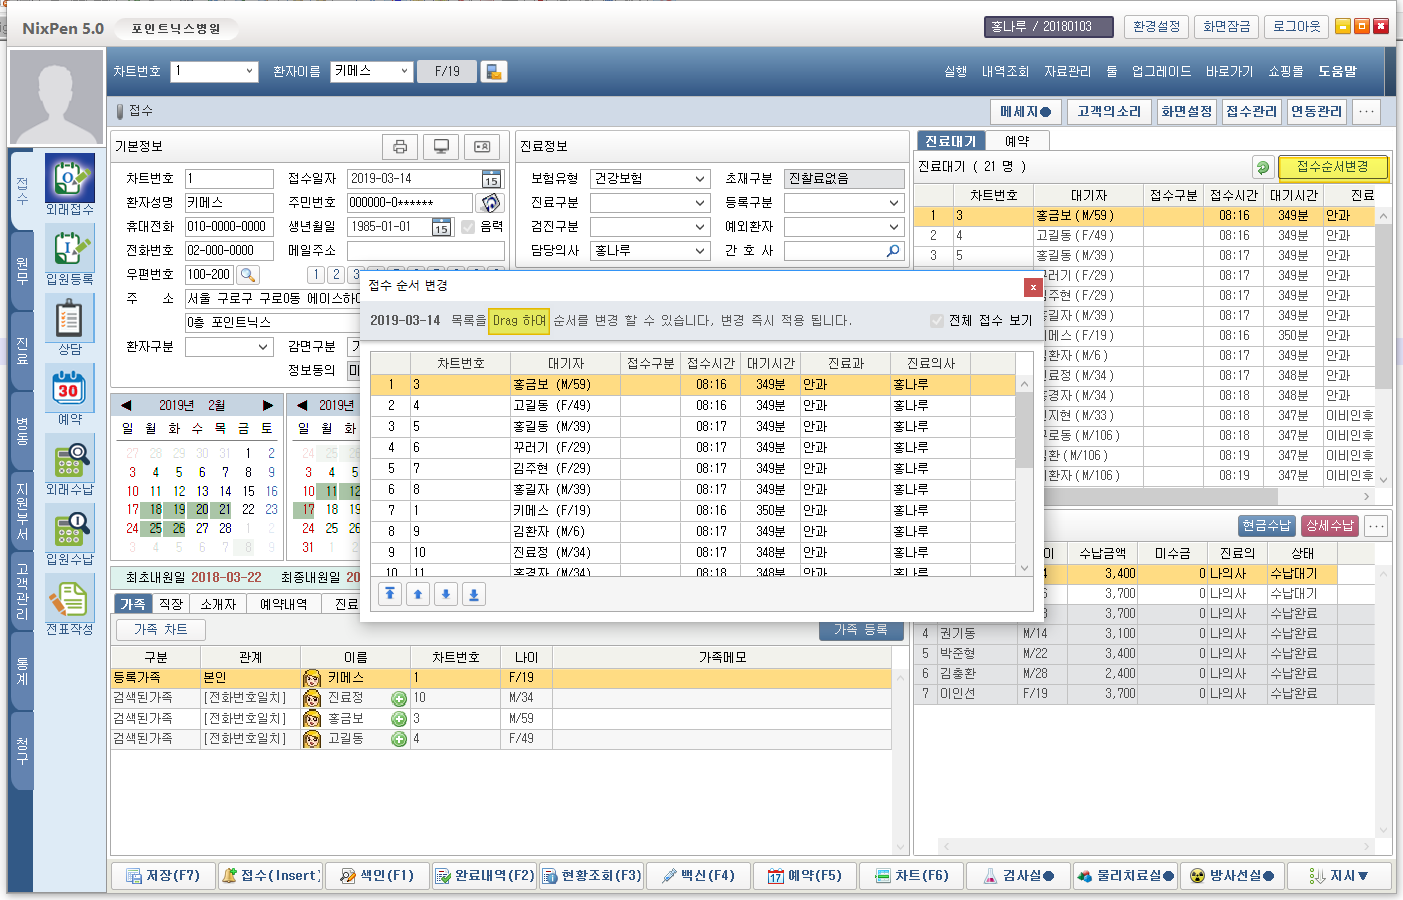 NixPen 5.0 포인트닉스병원 홍나루 / 20180103 환경설정 화면잠금 로그아웃
차트번호 1 환자이름 키메스 F/19 실행 내역조회 자료관리 툴 업그레이드 바로가기 쇼핑몰 도움말
접수 메세지● 고객의소리 화면설정 접수관리 연동관리 ...
접수
원무
진료
병동
지원부서
고객관리
통계
청구
외래접수
입원등록
상담
30
예약
외래수납
입원수납
전표작성
기본정보
차트번호 1 접수일자 2019-03-14 15
환자성명 키메스 주민번호 000000-0******
휴대전화 010-0000-0000 생년월일 1985-01-01 15 음력
전화번호 02-000-0000 메일주소
우편번호 100-200 1 2 3
주 소 서울 구로구 구로0동 에이스하이
0층 포인트닉스
환자구분 감면구분
정보동의
진료정보
보험유형 건강보험 초재구분 진찰료없음
진료구분 등록구분
검진구분 예외환자
담당의사 홍나루 간 호 사
진료대기 예약
진료대기 ( 21 명 ) 접수순서변경
차트번호 대기자 접수구분 접수시간 대기시간 진료
1 3 홍금보(M/59) 08:16 349분 안과
2 4 고길동(F/49) 08:16 349분 안과
3 5 홍길동(M/39) 08:17 349분 안과
꾸러기(F/29) 08:17 349분 안과
김주현(F/29) 08:17 349분 안과
홍길자(M/39) 08:17 349분 안과
키메스(F/19) 08:16 350분 안과
김환자(M/6) 08:17 349분 안과
진료정(M/34) 08:17 348분 안과
홍경자(M/34) 08:18 348분 안과
지현(M/33) 08:18 347분 이비인후
구로동(M/106) 08:18 347분 이비인후
환(M/106) 08:19 347분 이비인후
환자(M/106) 08:19 347분 이비인후
접수 순서 변경
2019-03-14 목록을 Drag 하여 순서를 변경 할 수 있습니다, 변경 즉시 적용 됩니다. 전체 접수 보기
차트번호 대기자 접수구분 접수시간 대기시간 진료과 진료의사
1 3 홍금보 (M/59) 08:16 349분 안과 홍나루
2 4 고길동 (F/49) 08:16 349분 안과 홍나루
3 5 홍길동 (M/39) 08:17 349분 안과 홍나루
4 6 꾸러기 (F/29) 08:17 349분 안과 홍나루
5 7 김주현 (F/29) 08:17 349분 안과 홍나루
6 8 홍길자 (M/39) 08:17 349분 안과 홍나루
7 1 키메스 (F/19) 08:16 350분 안과 홍나루
8 9 김환자 (M/6) 08:17 349분 안과 홍나루
9 10 진료정 (M/34) 08:17 348분 안과 홍나루
10 11 홍경자 (M/34) 08:18 348분 안과 홍나루
2019년 2월
일 월 화 수 목 금 토
27 28 29 30 31 1 2
3 4 5 6 7 8 9
10 11 12 13 14 15 16
17 18 19 20 21 22 23
24 25 26 27 28 1 2
3 4 5 6 7 8 9
2019년
일 월 화
24 25 26
3 4 5
10 11 12
17 18 19
24 25 26
31 1 2
최초내원일 2018-03-22 최종내원일 20
가족 직장 소개자 예약내역 진료
가족 차트 가족 등록
구분 관계 이름 차트번호 나이 가족메모
등록가족 본인 키메스 1 F/19
검색된가족 [전화번호일치] 진료정 10 M/34
검색된가족 [전화번호일치] 홍금보 3 M/59
검색된가족 [전화번호일치] 고길동 4 F/49
현금수납 상세수납 ...
이 수납금액 미수금 진료의 상태
4 3,400 0 나의사 수납대기
6 3,700 0 나의사 수납대기
3,700 0 나의사 수납완료
4 권기동 M/14 3,100 0 나의사 수납완료
5 박준형 M/22 3,400 0 나의사 수납완료
6 김충환 M/28 2,400 0 나의사 수납완료
7 이인선 F/19 3,700 0 나의사 수납완료
저장(F7) 접수(Insert) 색인(F1) 완료내역(F2) 현황조회(F3) 백신(F4) 예약(F5) 차트(F6) 검사실● 물리치료실● 방사선실● 지시▼